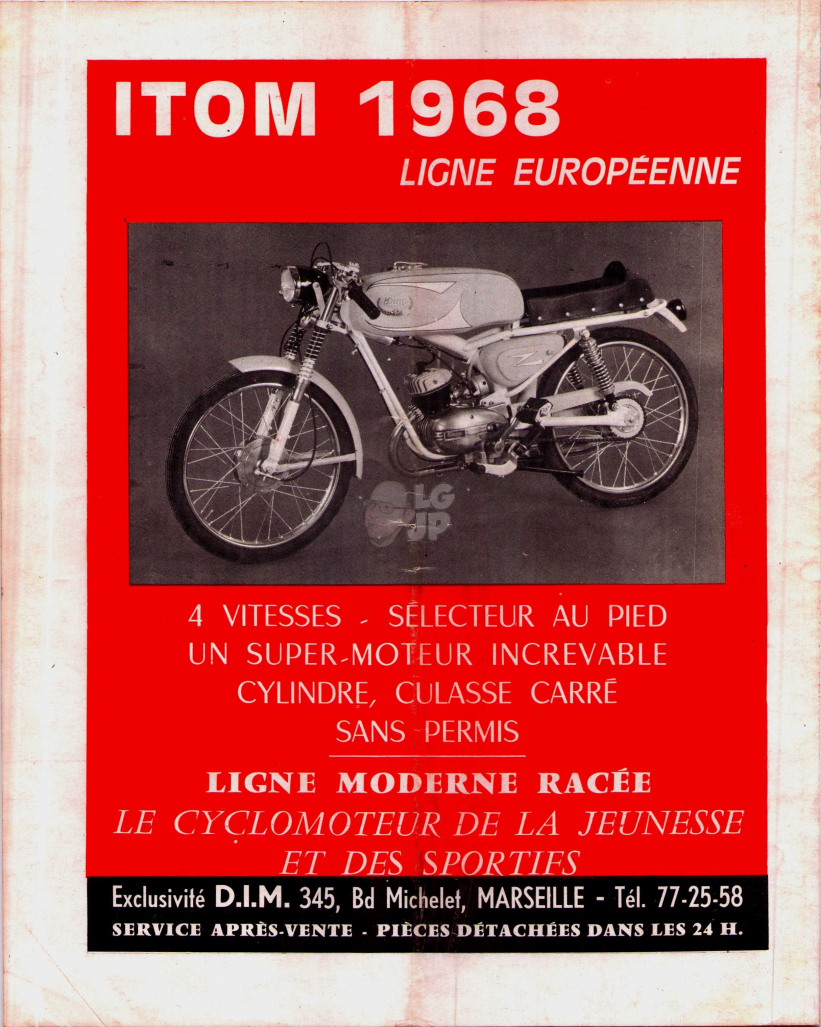 ITOM 1968
LIGNE EUROPÉENNE
LG
JP
4 VITESSES - SÉLECTEUR AU PIED
UN SUPER-MOTEUR INCREVABLE
CYLINDRE, CULASSE CARRÉ
SANS PERMIS
LIGNE MODERNE RACÉE
LE CYCLOMOTEUR DE LA JEUNESSE
ET DES SPORTIFS
Exclusivité D.I.M. 345, Bd Michelet, MARSEILLE - Tél. 77-25-58
SERVICE APRÈS-VENTE - PIÈCES DÉTACHÉES DANS LES 24 H.